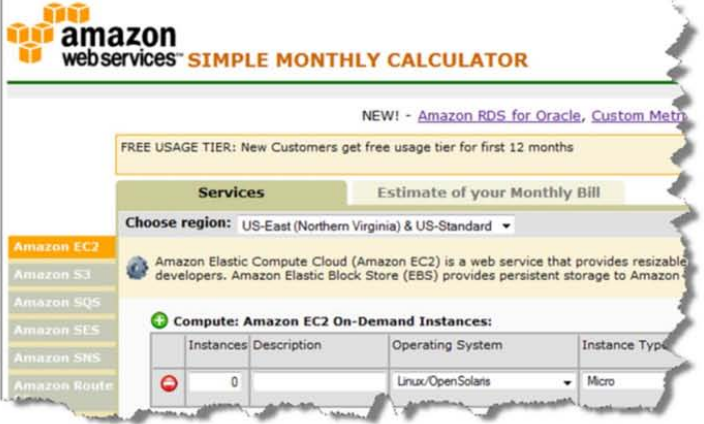 amazon
webservices™ SIMPLE MONTHLY CALCULATOR
NEW! - Amazon RDS for Oracle, Custom Metr
FREE USAGE TIER: New Customers get free usage tier for first 12 months
Services
Estimate of your Monthly Bill
Choose region: US-East (Northern Virginia) & US-Standard
Amazon EC2
Amazon S3
Amazon SQS
Amazon SES
Amazon SNS
Amazon Route
Amazon Elastic Compute Cloud (Amazon EC2) is a web service that provides resizable
developers. Amazon Elastic Block Store (EBS) provides persistent storage to Amazon
Compute: Amazon EC2 On-Demand Instances:
Instances Description Operating System Instance Type
0 Linux/OpenSolaris Micro